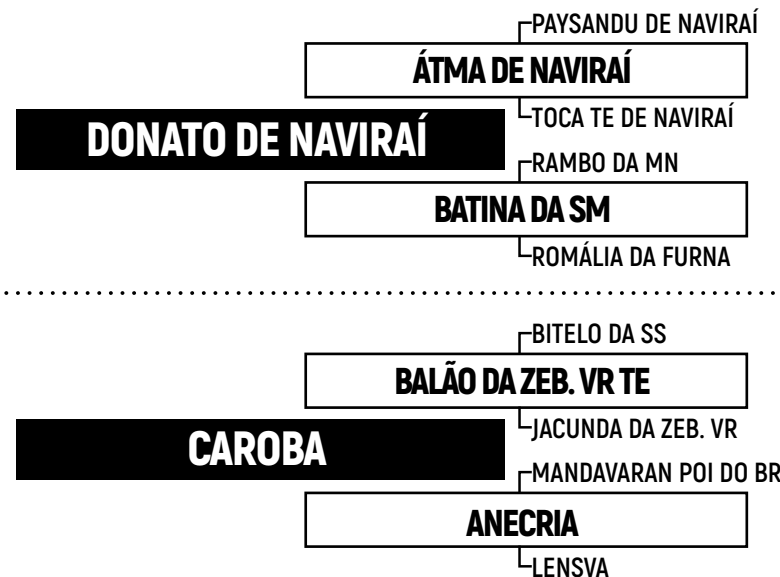 PAYSANDU DE NAVIRAÍ
ÁTMA DE NAVIRAÍ
TOCA TE DE NAVIRAÍ
DONATO DE NAVIRAÍ
RAMBO DA MN
BATINA DA SM
ROMÁLIA DA FURNA
BITELO DA SS
BALÃO DA ZEB. VR TE
JACUNDA DA ZEB. VR
CAROBA
MANDAVARAN POI DO BR
ANECRIA
LENSVA